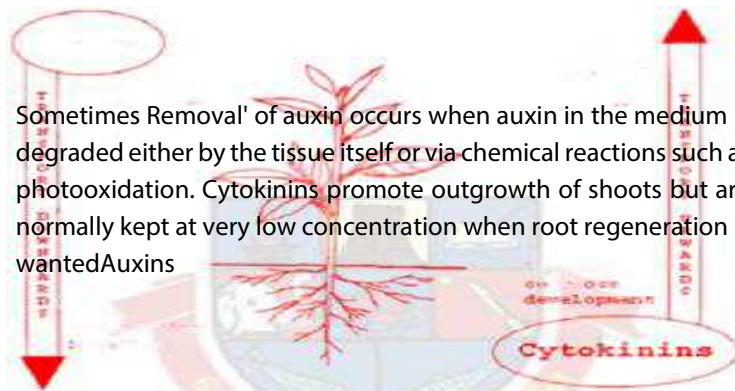 Sometimes Removal' of auxin occurs when auxin in the medium
degraded either by the tissue itself or via chemical reactions such a
photooxidation. Cytokinins promote outgrowth of shoots but ar
normally kept at very low concentration when root regeneration
wantedAuxins
development
Cytokinins